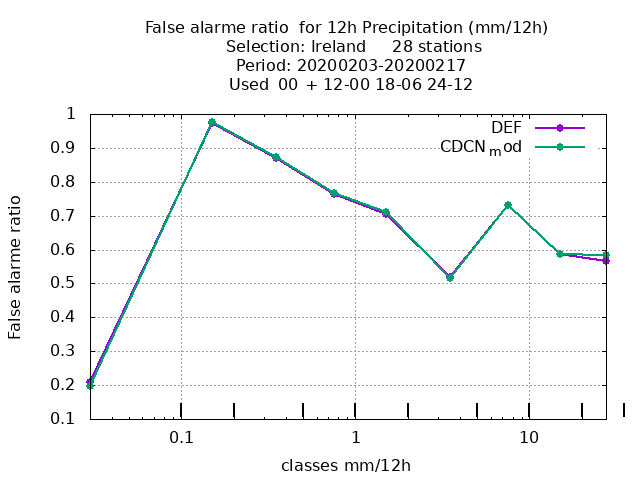 False alarme ratio  for 12h Precipitation (mm/12h)
Selection: Ireland     28 stations
Period: 20200203-20200217
Used  00  + 12-00 18-06 24-12
DEF
CDCN_mod
1
0.9
0.8
0.7
0.6
0.5
0.4
0.3
0.2
0.1
False alarme ratio
0.1
1
10
classes mm/12h